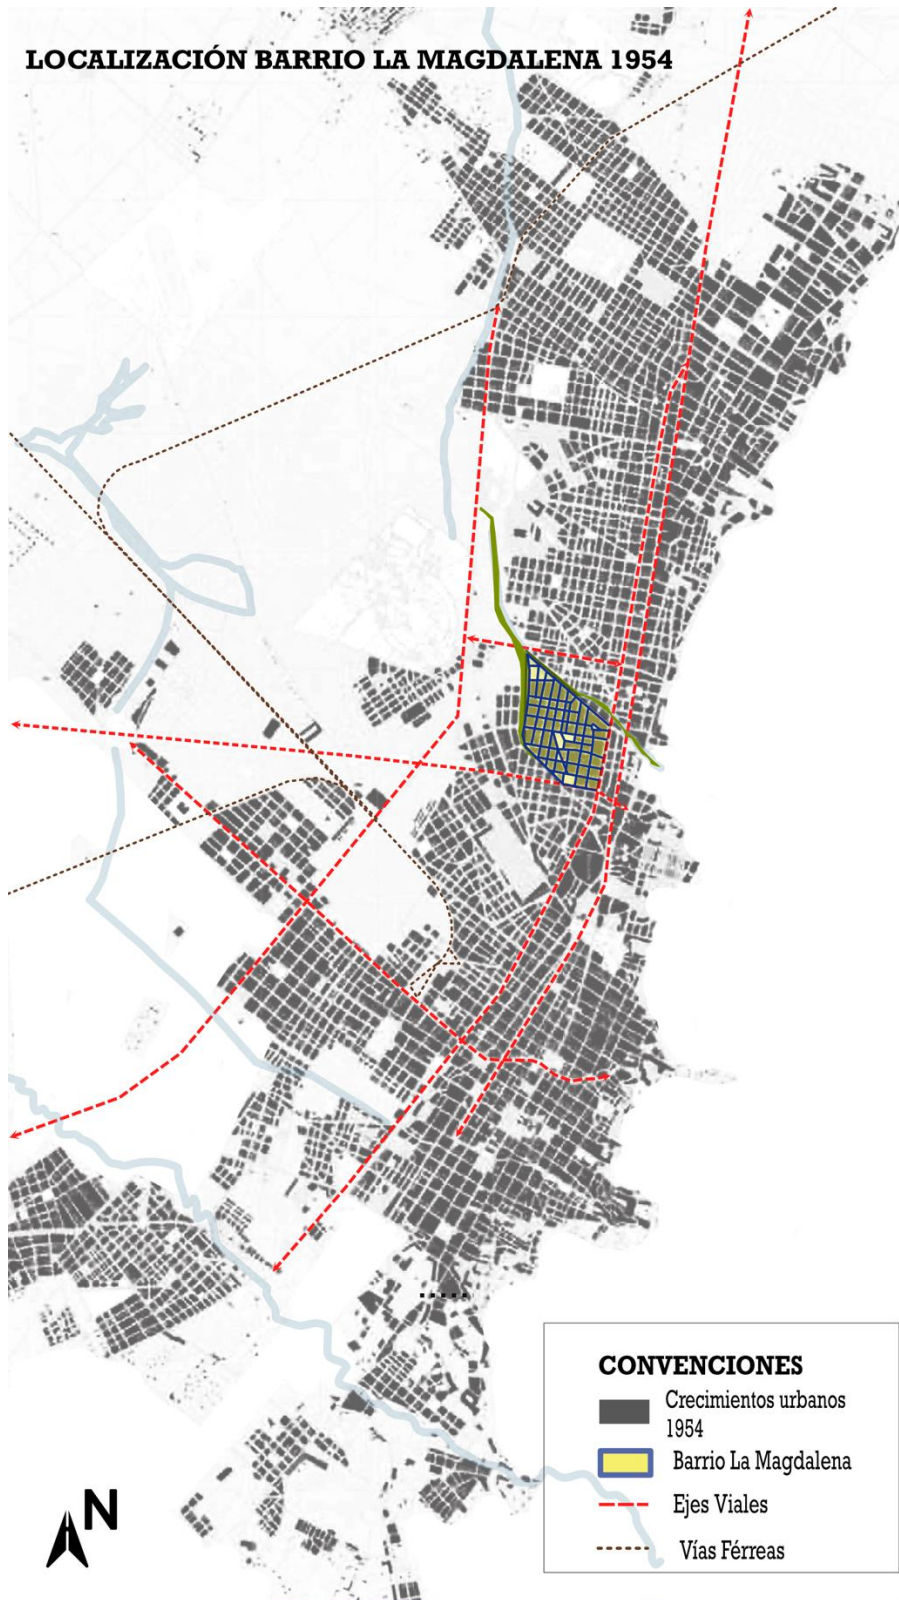 LOCALIZACIÓN BARRIO LA MAGDALENA 1954
CONVENCIONES
Crecimientos urbanos
1954
Barrio La Magdalena
Ejes Viales
Vías Férreas
N